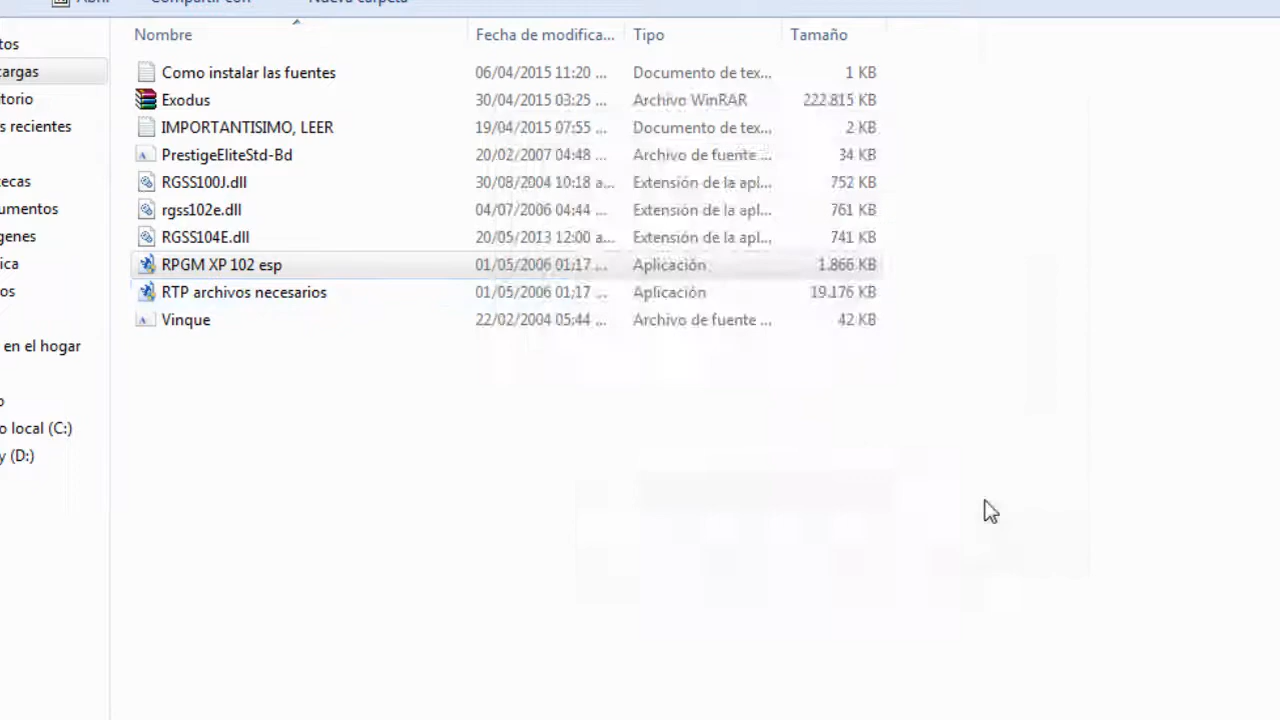 Abrir Compartir con Nueva carpeta
Nombre Fecha de modifica... Tipo Tamaño
tos
cargas
torio
s recientes
ecas
umentos
genes
ica
os
en el hogar
o
o local (C:)
y (D:)
Como instalar las fuentes 06/04/2015 11:20 ... Documento de tex... 1 KB
Exodus 30/04/2015 03:25 ... Archivo WinRAR 222.815 KB
IMPORTANTISIMO, LEER 19/04/2015 07:55 ... Documento de tex... 2 KB
PrestigeEliteStd-Bd 20/02/2007 04:48 ... Archivo de fuente ... 34 KB
RGSS100J.dll 30/08/2004 10:18 a... Extensión de la apl... 752 KB
rgss102e.dll 04/07/2006 04:44 ... Extensión de la apl... 761 KB
RGSS104E.dll 20/05/2013 12:00 a... Extensión de la apl... 741 KB
RPGM XP 102 esp 01/05/2006 01:17 ... Aplicación 1.866 KB
RTP archivos necesarios 01/05/2006 01:17 ... Aplicación 19.176 KB
Vinque 22/02/2004 05:44 ... Archivo de fuente ... 42 KB